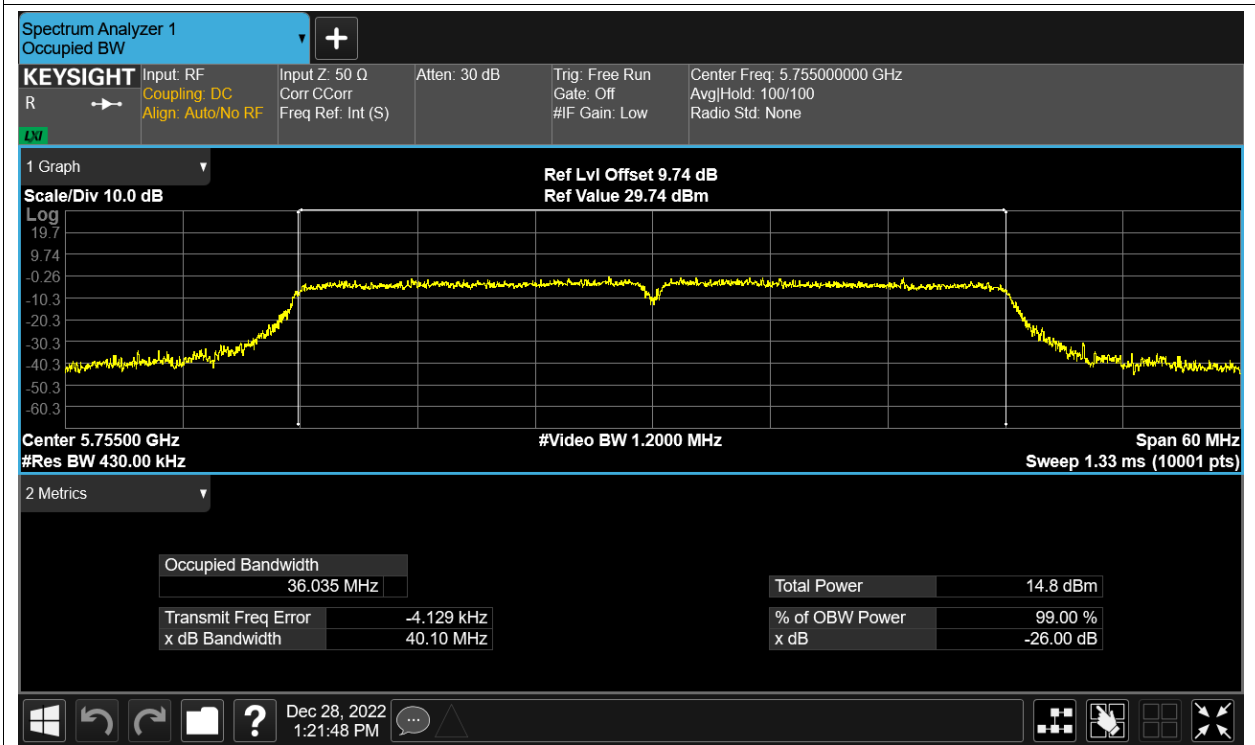 Spectrum Analyzer 1
Occupied BW
KEYSIGHT
R
LXI
Input: RF
Coupling: DC
Align: Auto/No RF
Input Z: 50 Ω
Corr CCorr
Freq Ref: Int (S)
Atten: 30 dB
Trig: Free Run
Gate: Off
#IF Gain: Low
Center Freq: 5.755000000 GHz
Avg|Hold: 100/100
Radio Std: None
1 Graph
Scale/Div 10.0 dB
Ref Lvl Offset 9.74 dB
Ref Value 29.74 dBm
Log
19.7
9.74
-0.26
-10.3
-20.3
-30.3
-40.3
-50.3
-60.3
Center 5.75500 GHz
#Video BW 1.2000 MHz
Span 60 MHz
#Res BW 430.00 kHz
Sweep 1.33 ms (10001 pts)
2 Metrics
Occupied Bandwidth
36.035 MHz
Total Power 14.8 dBm
Transmit Freq Error -4.129 kHz
% of OBW Power 99.00 %
x dB Bandwidth 40.10 MHz
x dB -26.00 dB
?
Dec 28, 2022
1:21:48 PM